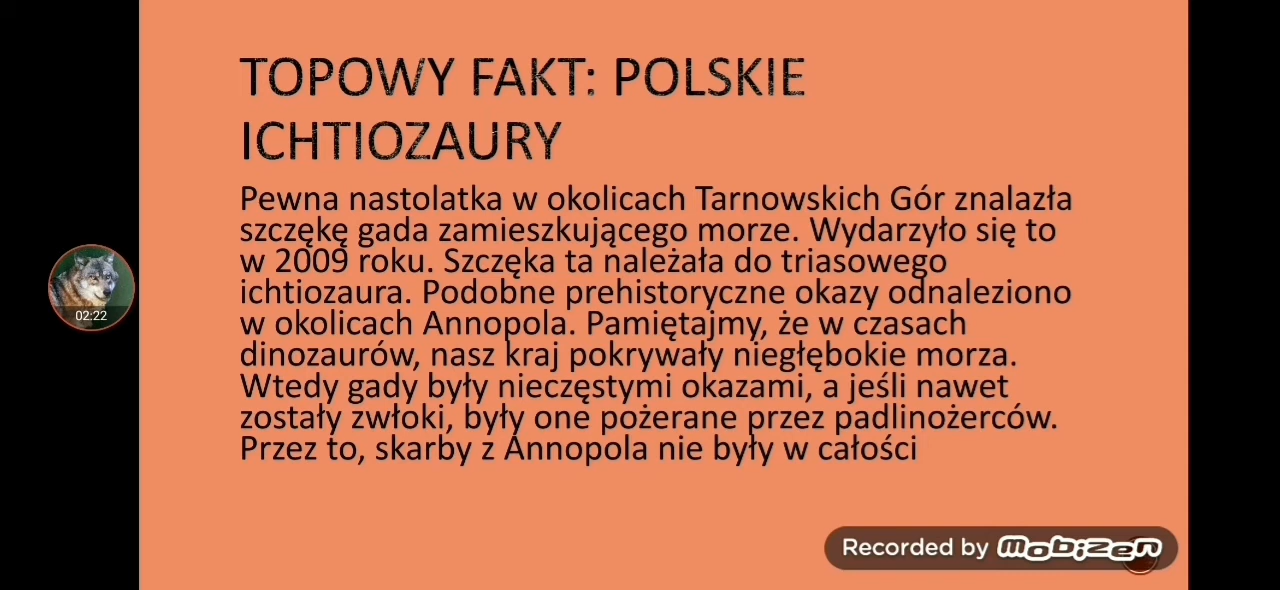 TOPOWY FAKT: POLSKIE
ICHTIOZAURY
Pewna nastolatka w okolicach Tarnowskich Gór znalazła
szczękę gada zamieszkującego morze. Wydarzyło się to
w 2009 roku. Szczęka ta należała do triasowego
ichtiozaura. Podobne prehistoryczne okazy odnaleziono
w okolicach Annopola. Pamiętajmy, że w czasach
dinozaurów, nasz kraj pokrywały niegłębokie morza.
Wtedy gady były nieczęstymi okazami, a jeśli nawet
zostały zwłoki, były one pożerane przez padlinożerców.
Przez to, skarby z Annopola nie były w całości
02:22
Recorded by mobizen